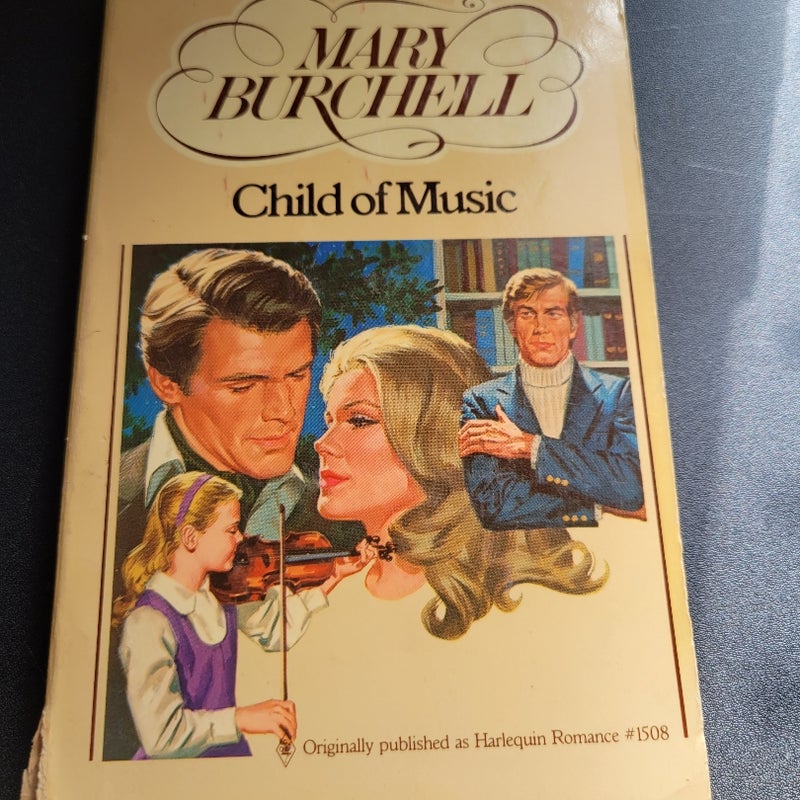 MARY
BURCHELL
Child of Music
Originally published as Harlequin Romance #1508